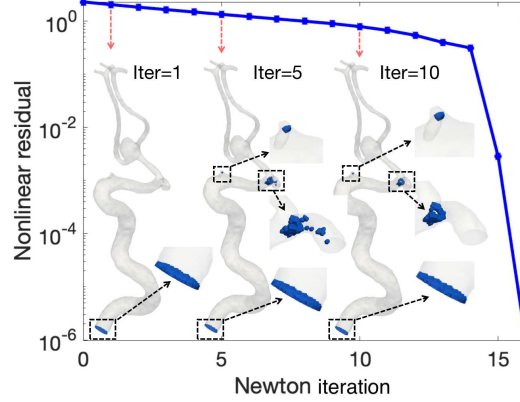 10^0
10^-2
10^-4
10^-6
Nonlinear residual
Iter=1
Iter=5
Iter=10
0
5
10
15
Newton iteration